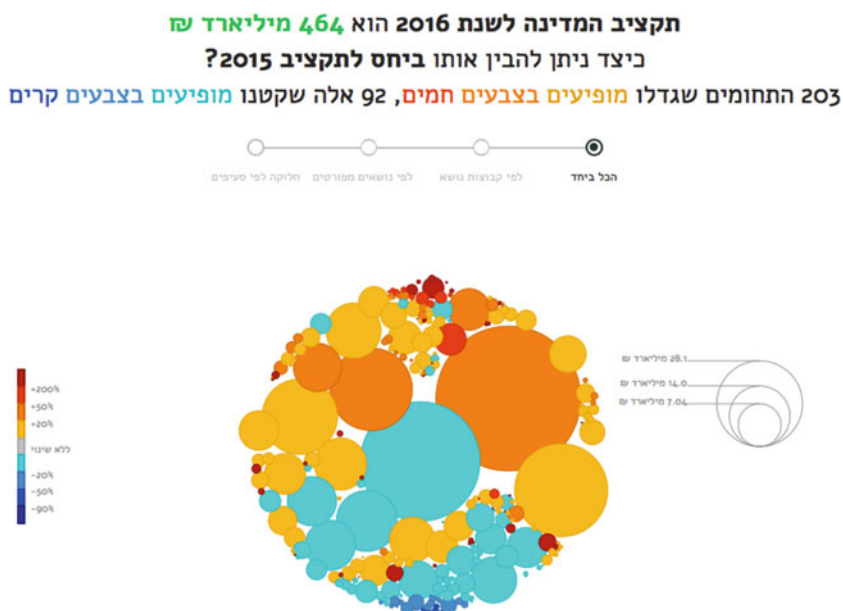 תקציב המדינה לשנת 2016 הוא 464 מיליארד ₪
כיצד ניתן להבין אותו ביחס לתקציב 2015?
203 התחומים שגדלו מופיעים בצבעים חמים, 92 אלה שקטנו מופיעים בצבעים קרים
הכל ביחד
לפי קבוצות נושא
לפי נושאים מפורטים
חלוקה לפי סעיפים
28.1 מיליארד ₪
14.0 מיליארד ₪
7.04 מיליארד ₪
+200%
+50%
+20%
ללא שינוי
-20%
-50%
-90%